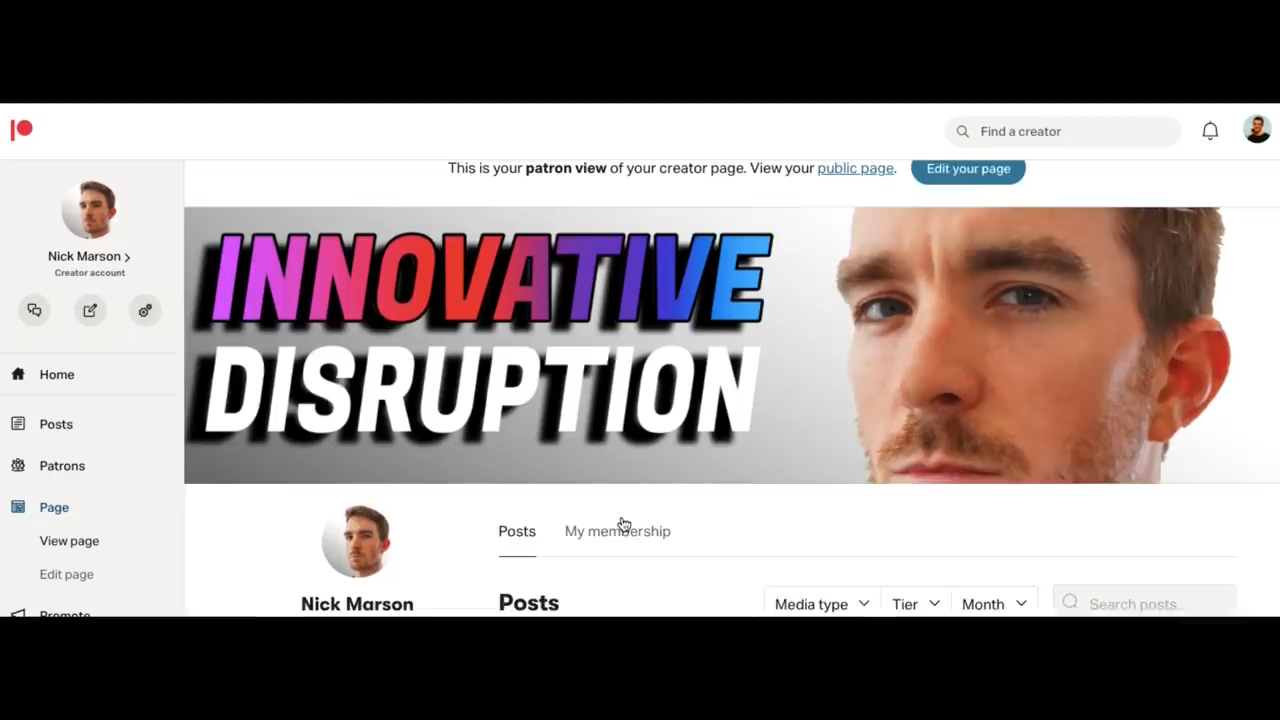 Find a creator
This is your patron view of your creator page. View your public page.
Edit your page
Nick Marson
Creator account
Home
Posts
Patrons
Page
View page
Edit page
Promote
INNOVATIVE
DISRUPTION
Nick Marson
Posts My membership
Posts
Media type Tier Month
Search posts...